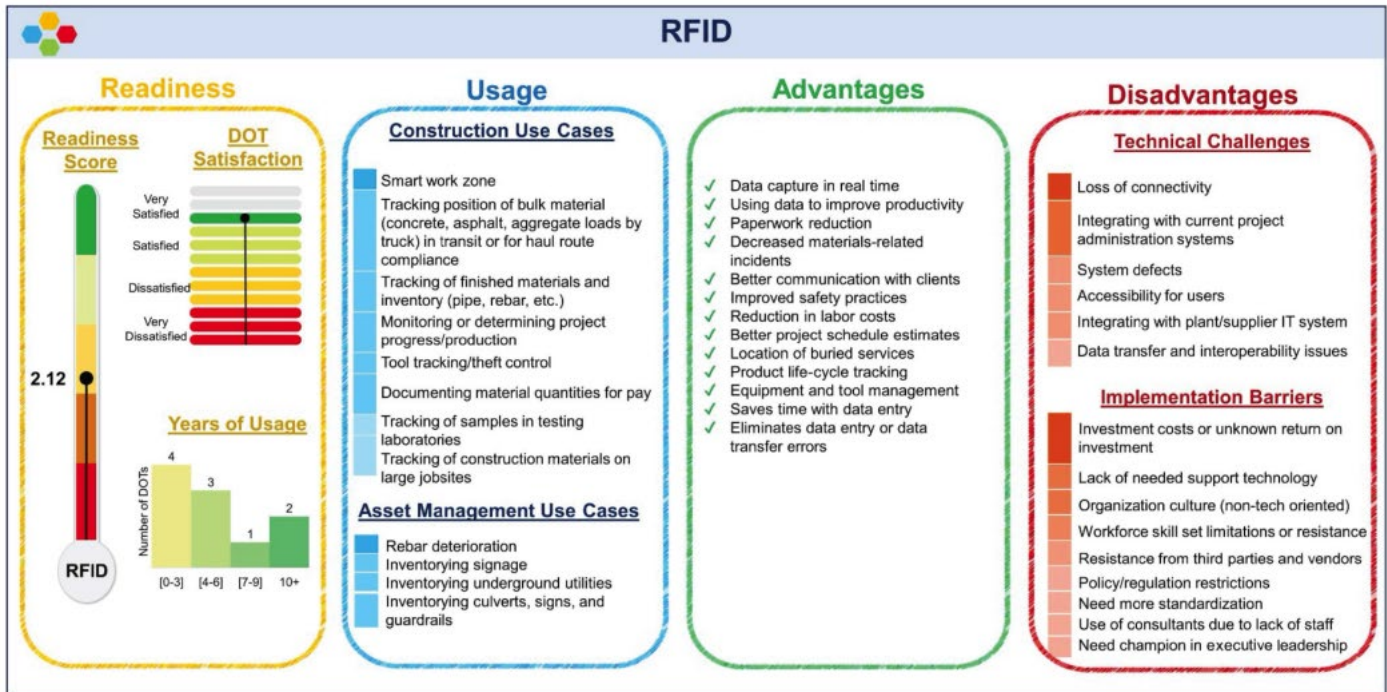 RFID
Readiness
Readiness
Score
2.12
RFID
DOT
Satisfaction
Very
Satisfied
Satisfied
Dissatisfied
Very
Dissatisfied
Years of Usage
Number of DOTs
4
3
1
2
[0-3]
[4-6]
[7-9]
10+
Usage
Construction Use Cases
Smart work zone
Tracking position of bulk material
(concrete, asphalt, aggregate loads by
truck) in transit or for haul route
compliance
Tracking of finished materials and
inventory (pipe, rebar, etc.)
Monitoring or determining project
progress/production
Tool tracking/theft control
Documenting material quantities for pay
Tracking of samples in testing
laboratories
Tracking of construction materials on
large jobsites
Asset Management Use Cases
Rebar deterioration
Inventorying signage
Inventorying underground utilities
Inventorying culverts, signs, and
guardrails
Advantages
✓ Data capture in real time
✓ Using data to improve productivity
✓ Paperwork reduction
✓ Decreased materials-related
incidents
✓ Better communication with clients
✓ Improved safety practices
✓ Reduction in labor costs
✓ Better project schedule estimates
✓ Location of buried services
✓ Product life-cycle tracking
✓ Equipment and tool management
✓ Saves time with data entry
✓ Eliminates data entry or data
transfer errors
Disadvantages
Technical Challenges
Loss of connectivity
Integrating with current project
administration systems
System defects
Accessibility for users
Integrating with plant/supplier IT system
Data transfer and interoperability issues
Implementation Barriers
Investment costs or unknown return on
investment
Lack of needed support technology
Organization culture (non-tech oriented)
Workforce skill set limitations or resistance
Resistance from third parties and vendors
Policy/regulation restrictions
Need more standardization
Use of consultants due to lack of staff
Need champion in executive leadership